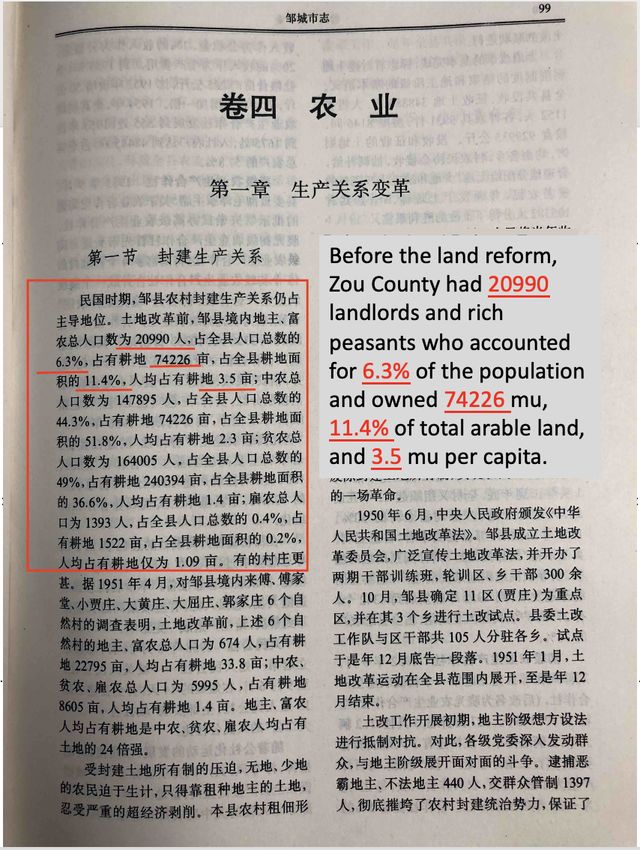 邹城市志
99
卷四 农 业
第一章 生产关系变革
第一节 封建生产关系
民国时期,邹县农村封建生产关系仍占
主导地位。土地改革前,邹县境内地主、富
农总人口数为 20990 人,占全县人口总数的
6.3%,占有耕地 74226 亩,占全县耕地面
积的 11.4%,人均占有耕地 3.5 亩;中农总
人口数为 147895 人,占全县人口总数的
44.3%,占有耕地 74226 亩,占全县耕地面
积的 51.8%,人均占有耕地 2.3 亩;贫农总
人口数为 164005 人,占全县人口总数的
49%,占有耕地 240394 亩,占全县耕地面积
的 36.6%,人均占有耕地 1.4 亩;雇农总人
口为 1393 人,占全县人口总数的 0.4%,占
有耕地 1522 亩,占全县耕地面积的 0.2%,
人均占有耕地仅为 1.09 亩。有的村庄更
甚。据 1951 年 4 月,对邹县境内来傅、傅家
堂、小贾庄、大黄庄、大屈庄、郭家庄 6 个自
然村的调查表明,土地改革前,上述 6 个自
然村的地主、富农总人口为 674 人,占有耕
地 22795 亩,人均占有耕地 33.8 亩;中农、
贫农、雇农总人口为 5995 人,占有耕地
8605 亩,人均占有耕地 1.4 亩。地主、富农
人均占有耕地是中农、贫农、雇农人均占有
土地的 24 倍强。
受封建土地所有制的压迫,无地、少地
的农民迫于生计,只得靠租种地主的土地,
忍受严重的超经济剥削。本县农村租佃形
Before the land reform,
Zou County had 20990
landlords and rich
peasants who accounted
for 6.3% of the population
and owned 74226 mu,
11.4% of total arable land,
and 3.5 mu per capita.
的一场革命。
1950 年 6 月,中央人民政府颁发《中华
人民共和国土地改革法》。邹县成立土地改
革委员会,广泛宣传土地改革法,并开办了
两期干部训练班,轮训区、乡干部 300 余
人。10 月,邹县确定 11 区(贾庄)为重点
区,并在其 3 个乡进行土改试点。县委土改
工作队与区干部共 105 人分驻各乡。试点
于是年 12 月底告一段落。1951 年 1 月,土
地改革运动在全县范围内展开,至是年 12
月结束。
土改工作开展初期,地主阶级想方设法
进行抵制对抗。对此,各级党委深入发动群
众,与地主阶级展开面对面的斗争。逮捕恶
霸地主、不法地主 440 人,交群众管制 1397
人,彻底摧垮了农村封建统治势力,保证了